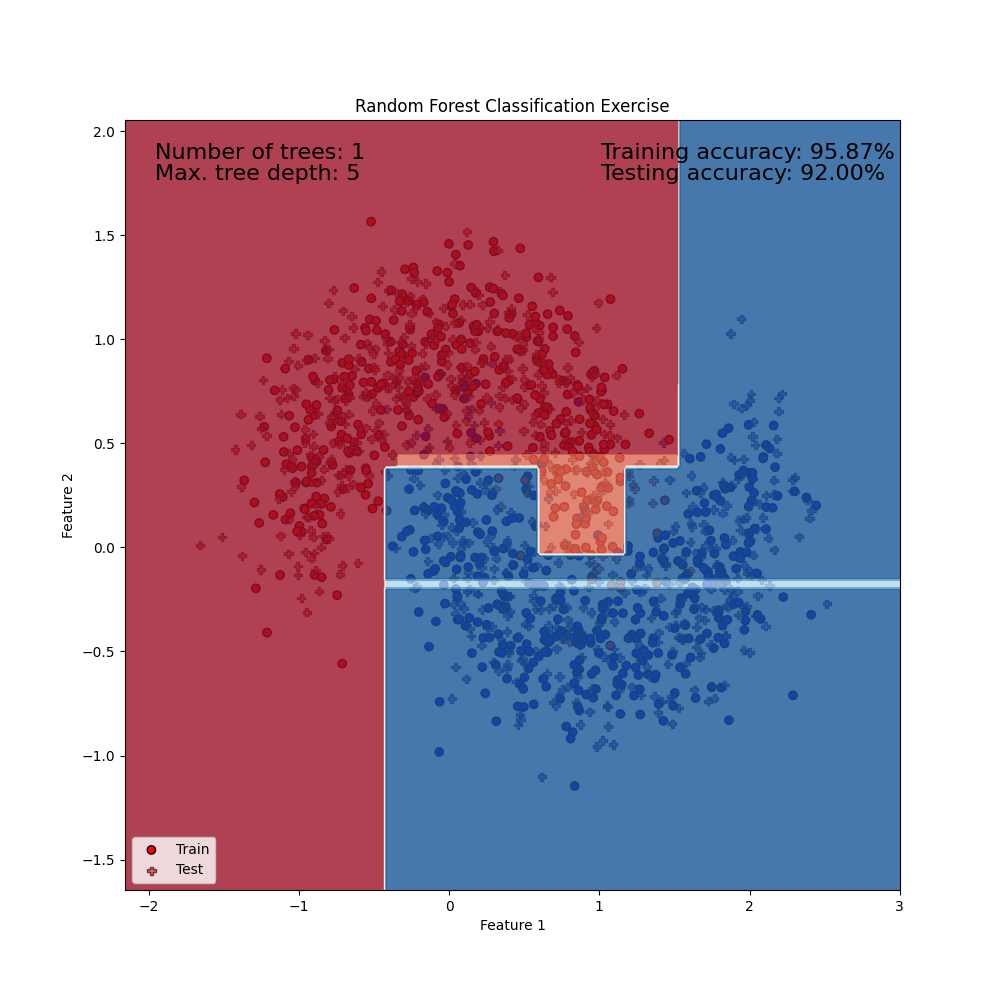 Random Forest Classification Exercise
Number of trees: 1
Max. tree depth: 5
Training accuracy: 95.87%
Testing accuracy: 92.00%
2.0
1.5
1.0
0.5
0.0
−0.5
−1.0
−1.5
Feature 2
Train
Test
−2
−1
0
1
2
3
Feature 1